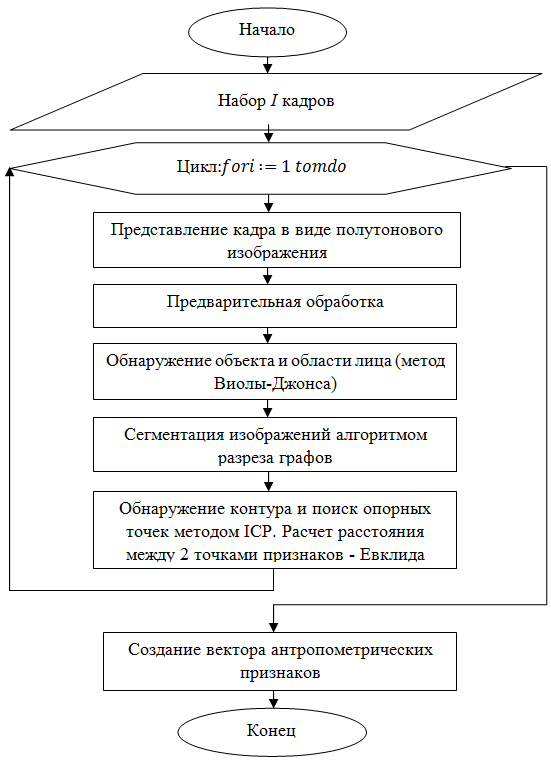 Начало
Набор I кадров
Цикл:fori := 1 tomdo
Представление кадра в виде полутонового
изображения
Предварительная обработка
Обнаружение объекта и области лица (метод
Виолы-Джонса)
Сегментация изображений алгоритмом
разреза графов
Обнаружение контура и поиск опорных
точек методом ICP. Расчет расстояния
между 2 точками признаков - Евклида
Создание вектора антропометрических
признаков
Конец